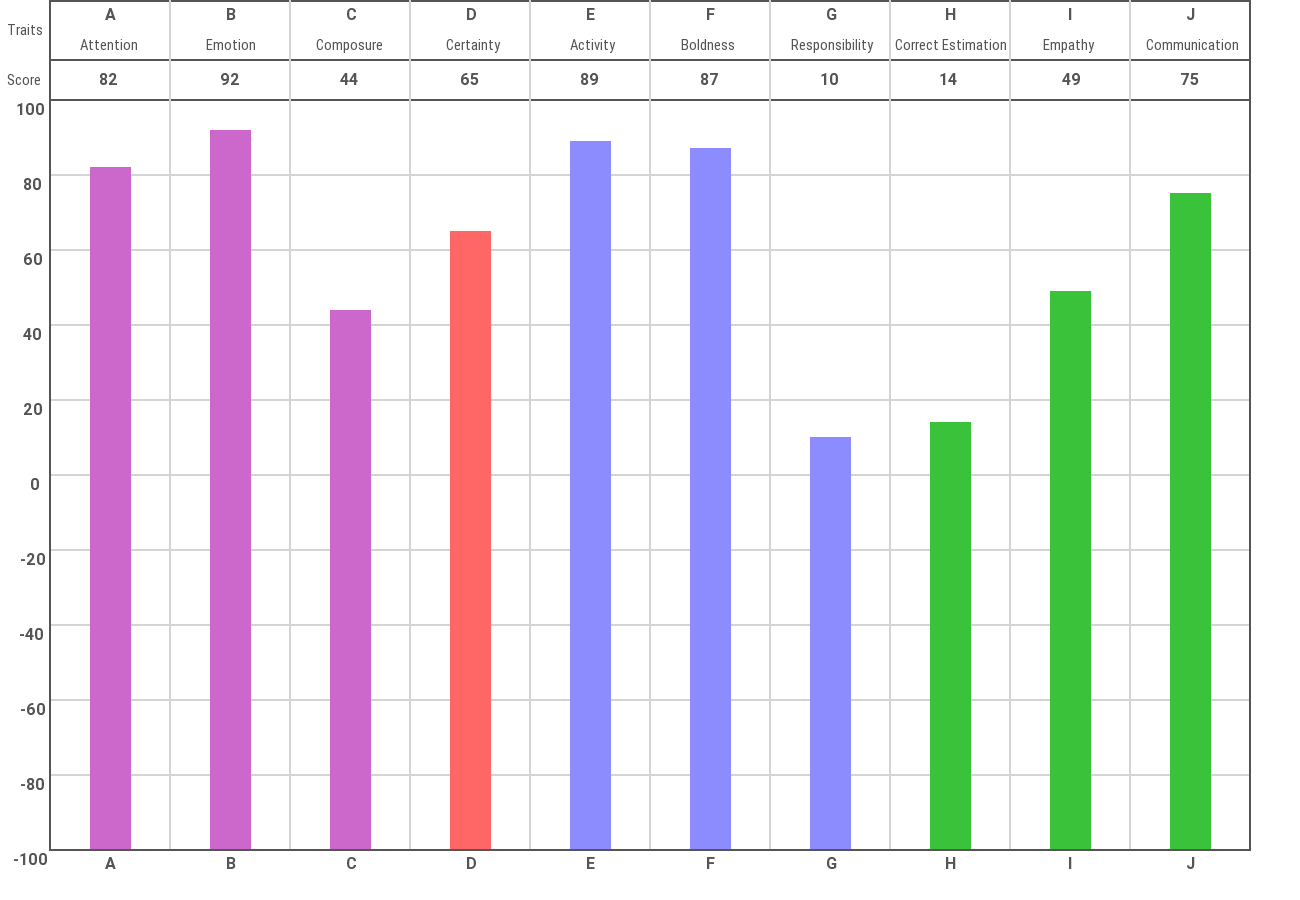 A B C D E F G H I J
Traits
Attention Emotion Composure Certainty Activity Boldness Responsibility Correct Estimation Empathy Communication
Score 82 92 44 65 89 87 10 14 49 75
100
80
60
40
20
0
-20
-40
-60
-80
-100
A B C D E F G H I J